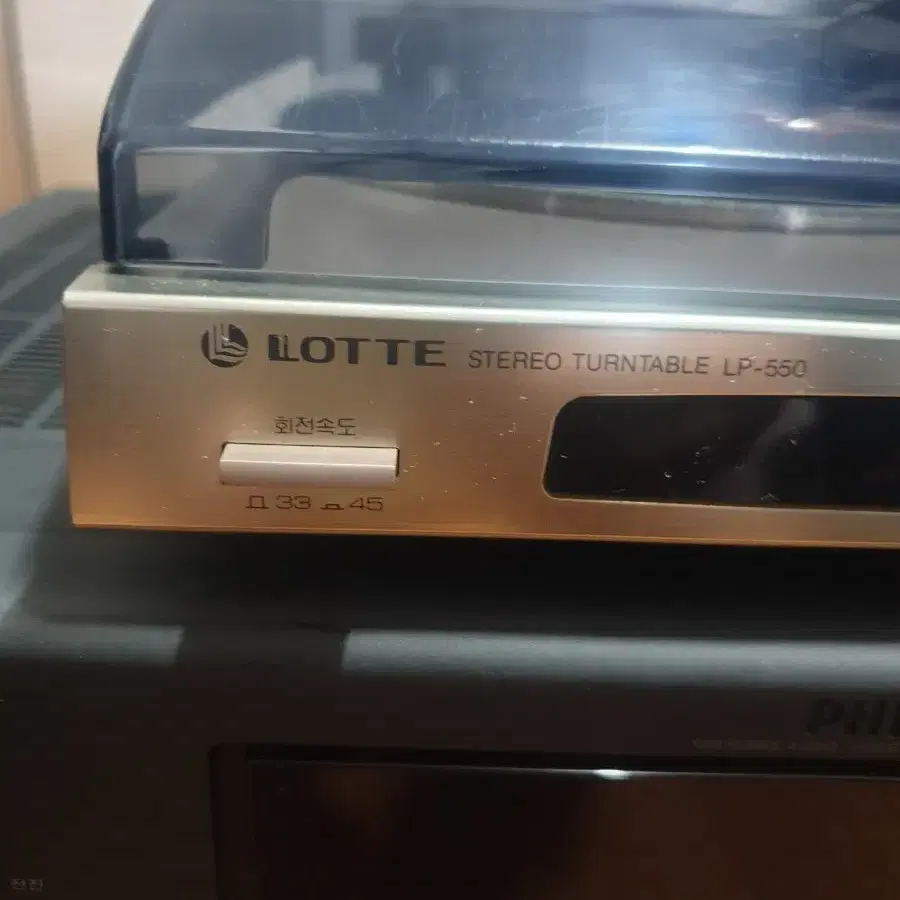 LOTTE STEREO TURNTABLE LP-550
회전속도
33 45